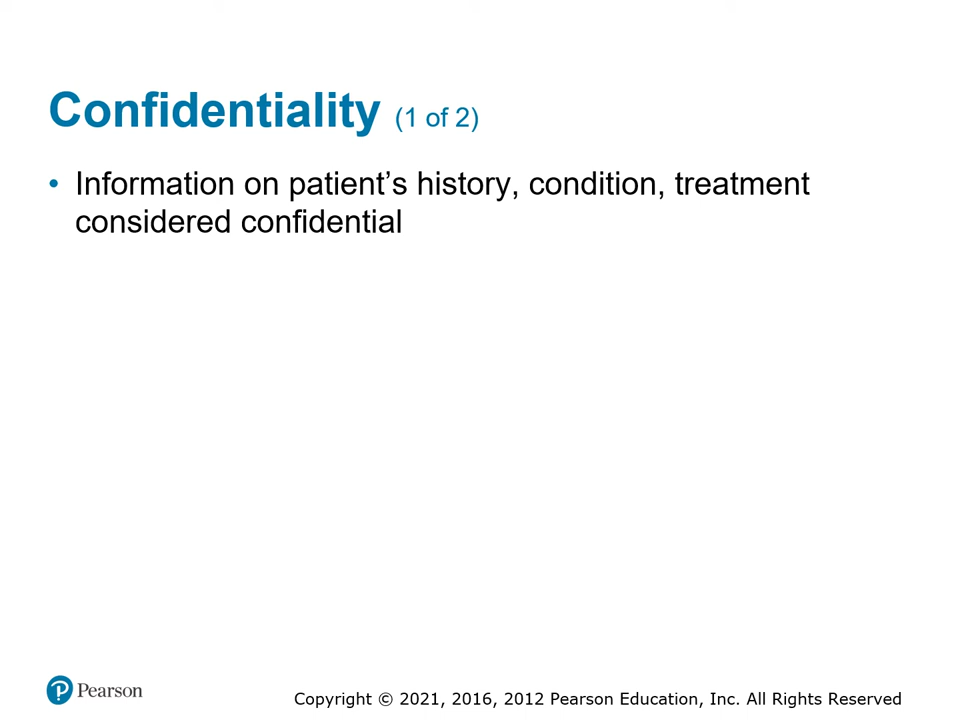 Confidentiality (1 of 2)
• Information on patient’s history, condition, treatment
considered confidential
Pearson
Copyright © 2021, 2016, 2012 Pearson Education, Inc. All Rights Reserved